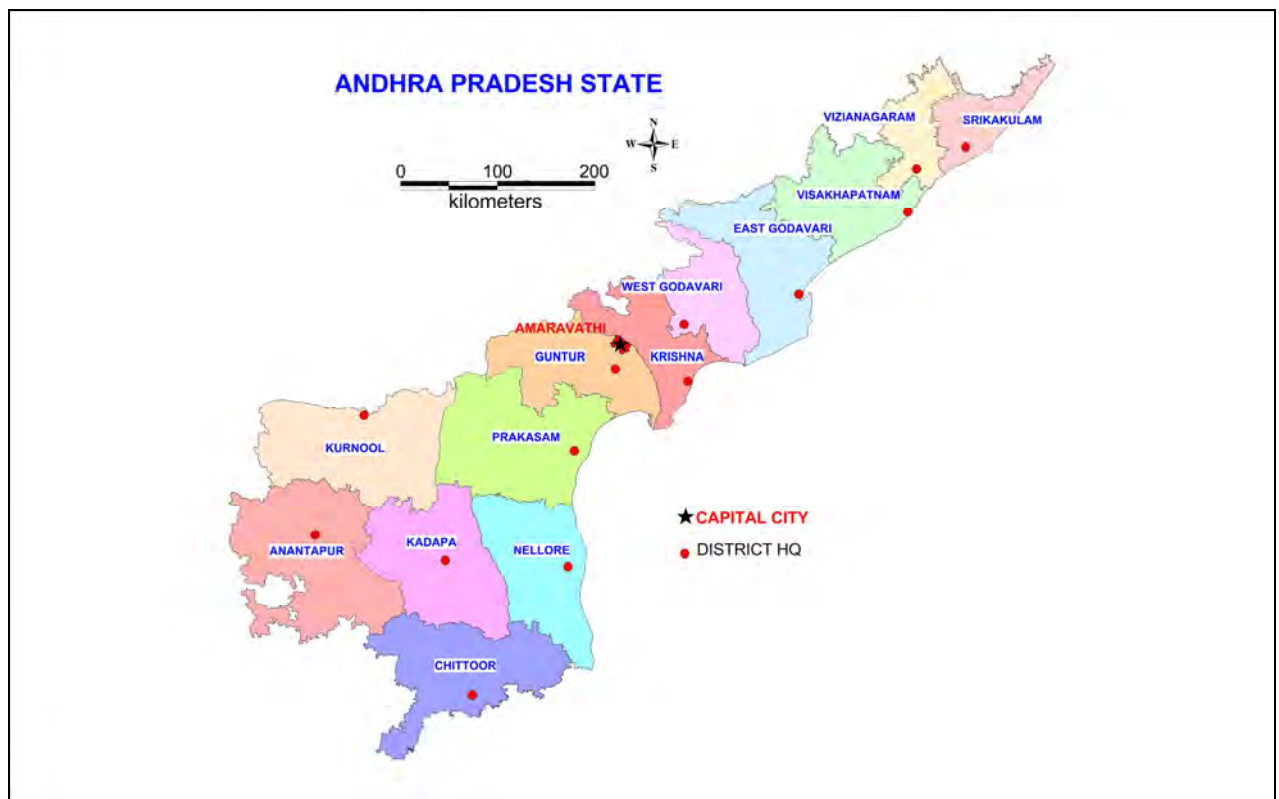 ANDHRA PRADESH STATE
N
W E
S
0 100 200
kilometers
VIZIANAGARAM
SRIKAKULAM
VISAKHAPATNAM
EAST GODAVARI
WEST GODAVARI
AMARAVATHI
GUNTUR
KRISHNA
PRAKASAM
KURNOOL
CAPITAL CITY
KADAPA
NELLORE
DISTRICT HQ
ANANTAPUR
CHITTOOR